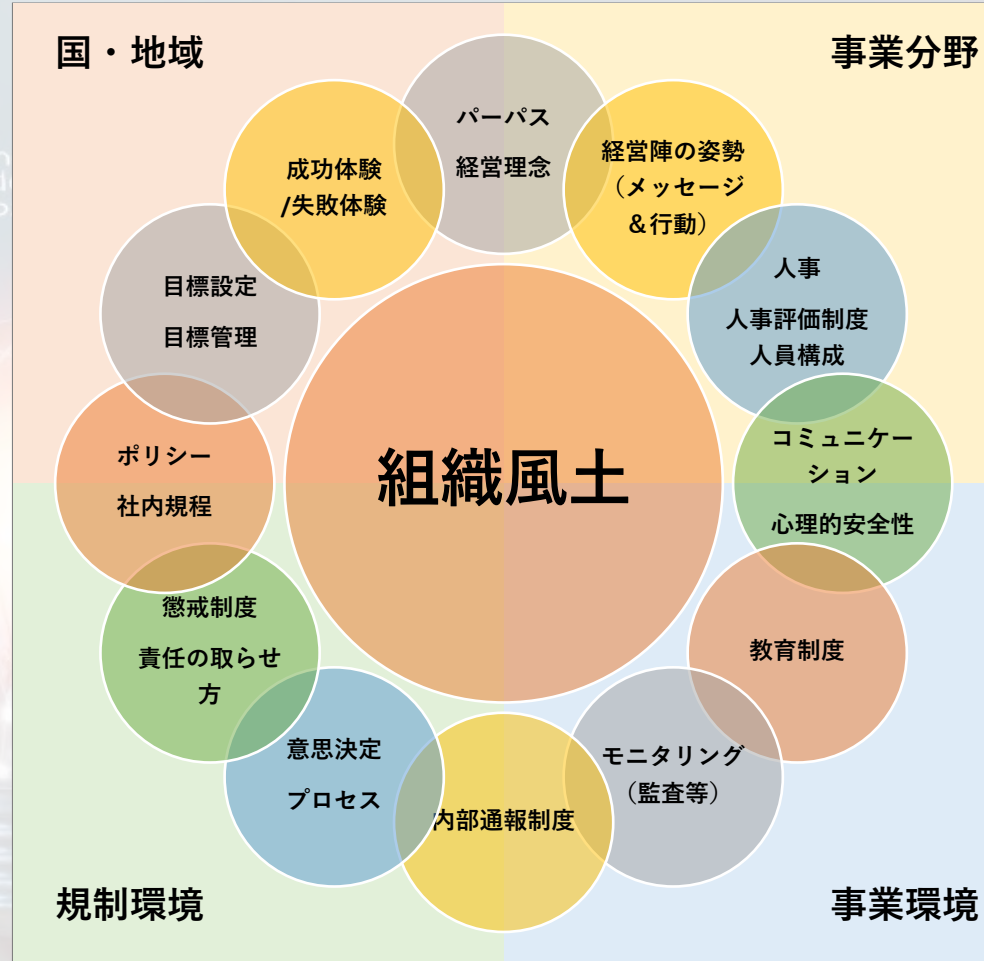 国・地域
事業分野
パーパス
経営理念
経営陣の姿勢
（メッセージ
＆行動）
人事
人事評価制度
人員構成
コミュニケー
ション
心理的安全性
教育制度
モニタリング
（監査等）
内部通報制度
意思決定
プロセス
懲戒制度
責任の取らせ
方
ポリシー
社内規程
目標設定
目標管理
成功体験
/失敗体験
組織風土
規制環境
事業環境